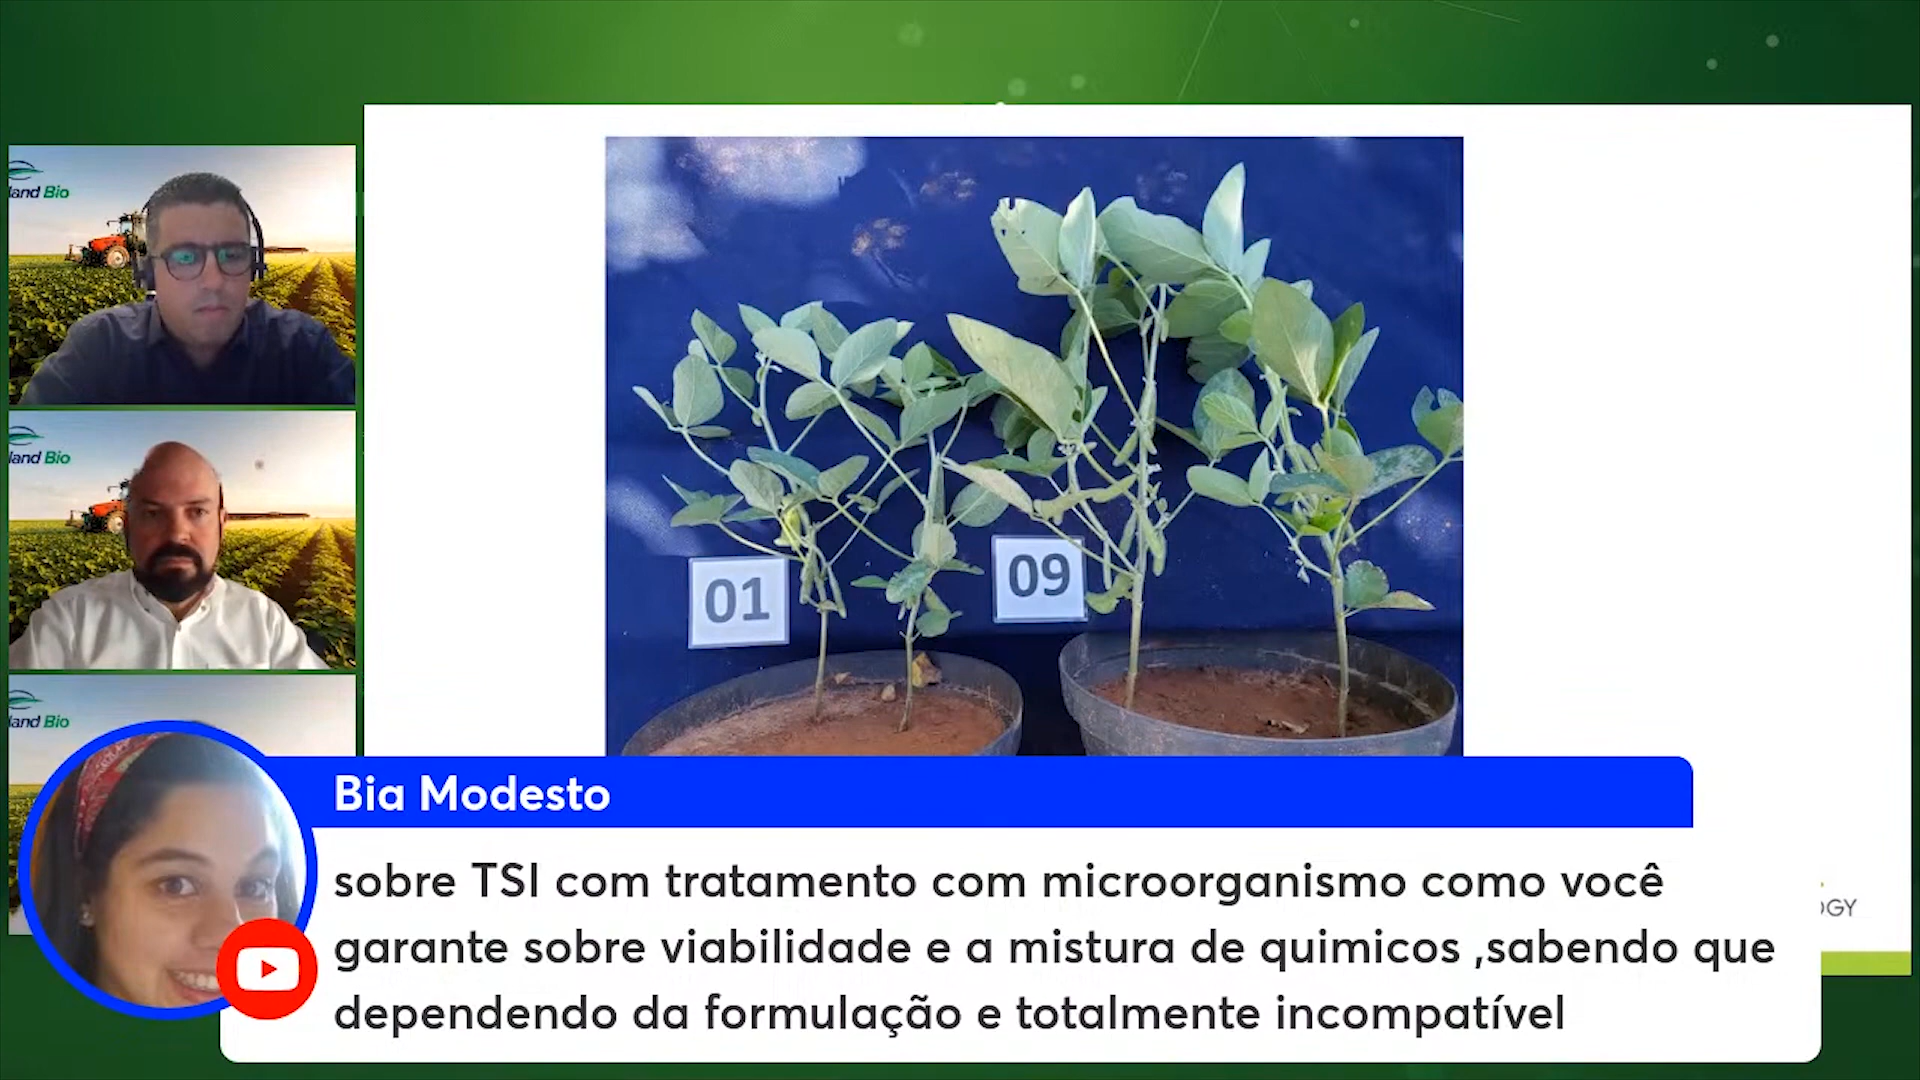 land Bio
land Bio
land Bio
01
09
Bia Modesto
sobre TSI com tratamento com microorganismo como você
garante sobre viabilidade e a mistura de quimicos ,sabendo que
dependendo da formulação e totalmente incompatível
OGY